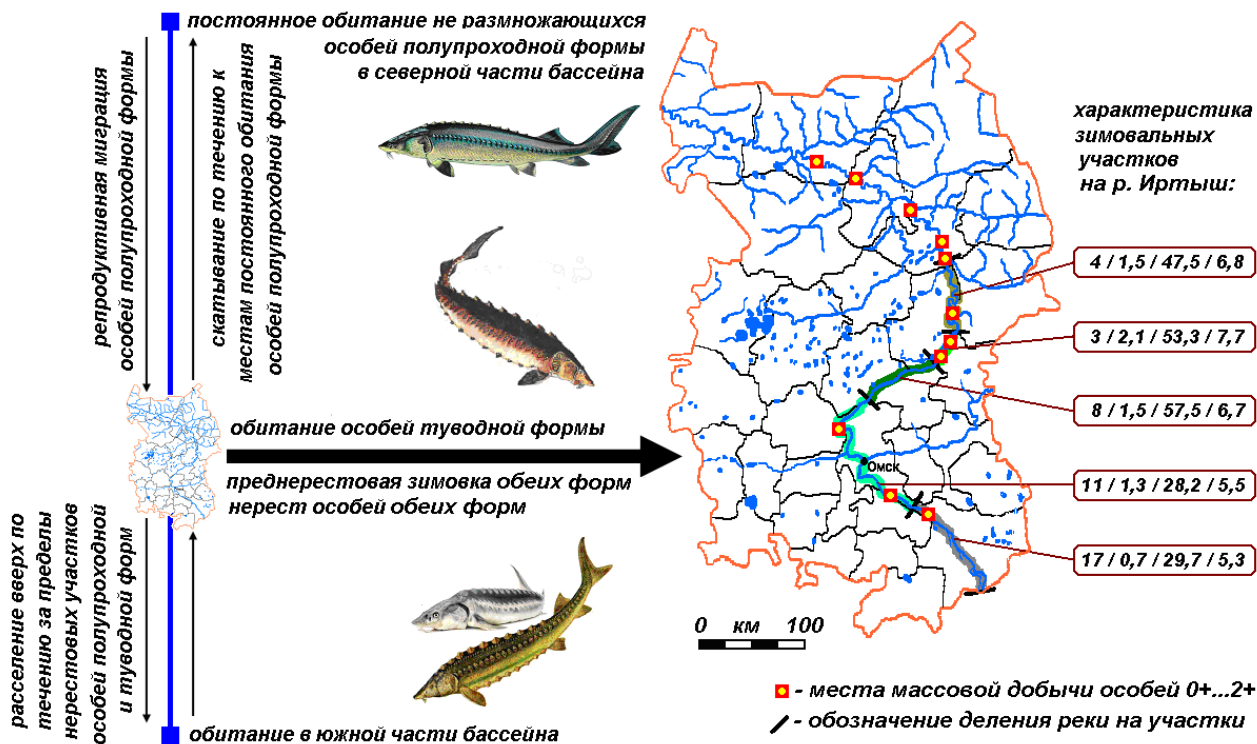 постоянное обитание не размножающихся
особей полупроходной формы
в северной части бассейна
репродуктивная миграция
особей полупроходной формы
скатывание по течению к
местам постоянного обитания
особей полупроходной формы
обитание особей туводной формы
преднерестовая зимовка обеих форм
нерест особей обеих форм
расселение вверх по
течению за пределы
нерестовых участков
особей полупроходной
и туводной форм
обитание в южной части бассейна
характеристика
зимовальных
участков
на р. Иртыш:
4 / 1,5 / 47,5 / 6,8
3 / 2,1 / 53,3 / 7,7
8 / 1,5 / 57,5 / 6,7
11 / 1,3 / 28,2 / 5,5
17 / 0,7 / 29,7 / 5,3
Омск
0 км 100
- места массовой добычи особей 0+...2+
- обозначение деления реки на участки